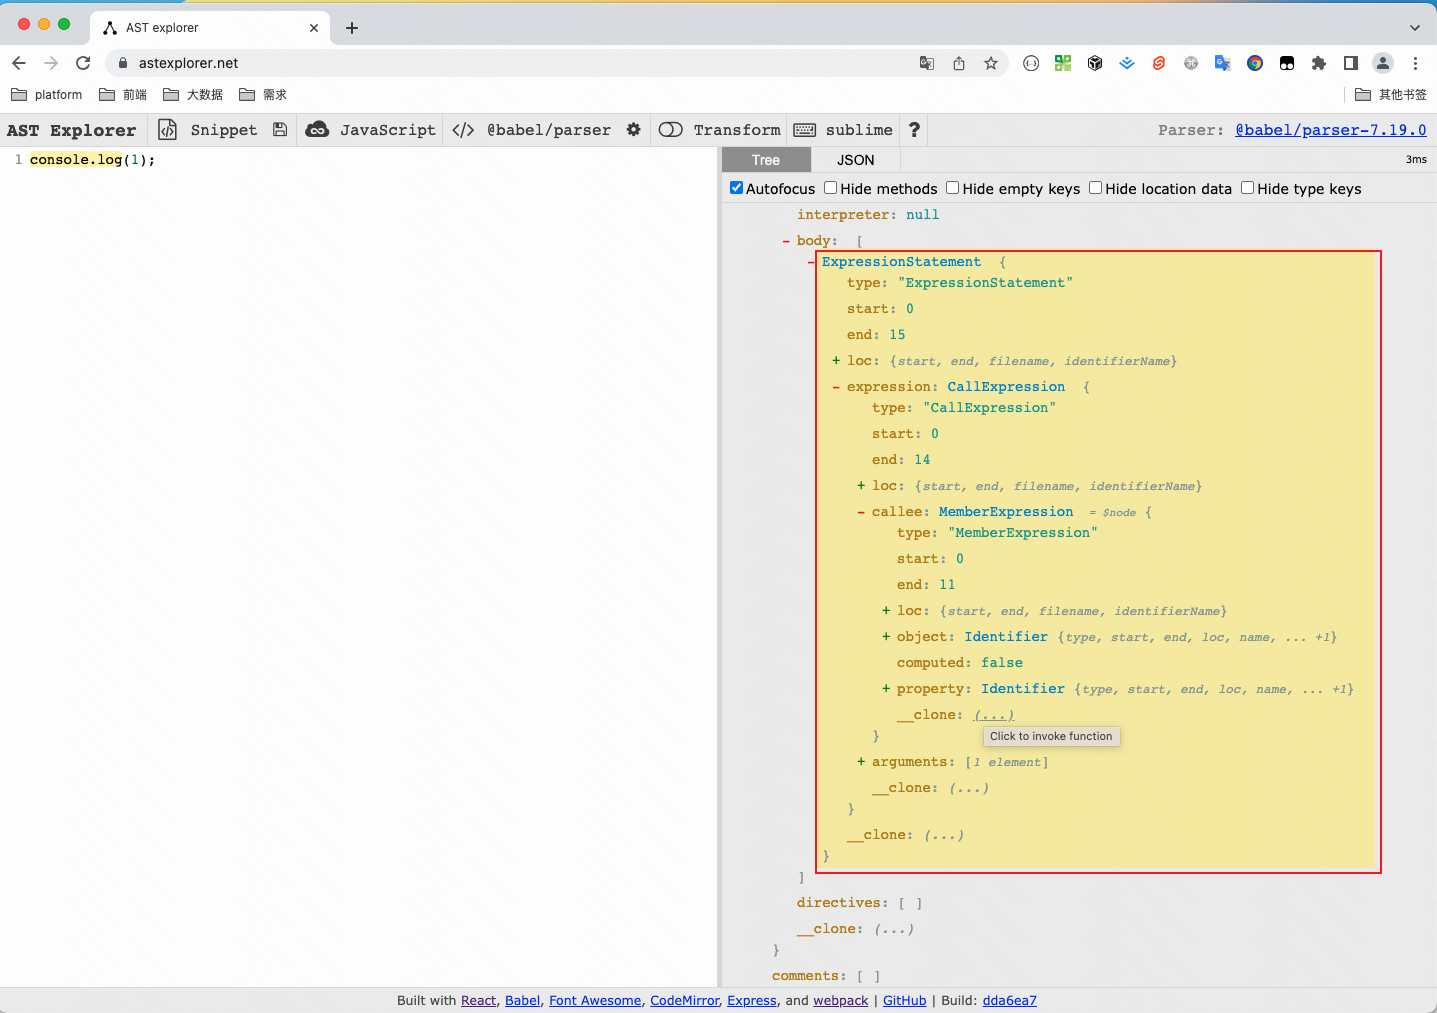 AST explorer
astexplorer.net
platform 前端 大数据 需求 其他书签
AST Explorer Snippet JavaScript </> @babel/parser Transform sublime ? Parser: @babel/parser-7.19.0
1 console.log(1);
Tree JSON 3ms
Autofocus Hide methods Hide empty keys Hide location data Hide type keys
interpreter: null
- body: [
- ExpressionStatement {
type: "ExpressionStatement"
start: 0
end: 15
+ loc: {start, end, filename, identifierName}
- expression: CallExpression {
type: "CallExpression"
start: 0
end: 14
+ loc: {start, end, filename, identifierName}
- callee: MemberExpression = $node {
type: "MemberExpression"
start: 0
end: 11
+ loc: {start, end, filename, identifierName}
+ object: Identifier {type, start, end, loc, name, ... +1}
computed: false
+ property: Identifier {type, start, end, loc, name, ... +1}
__clone: (...)
Click to invoke function
}
+ arguments: [1 element]
__clone: (...)
}
__clone: (...)
}
]
directives: [ ]
__clone: (...)
}
comments: [ ]
Built with React, Babel, Font Awesome, CodeMirror, Express, and webpack | GitHub | Build: dda6ea7